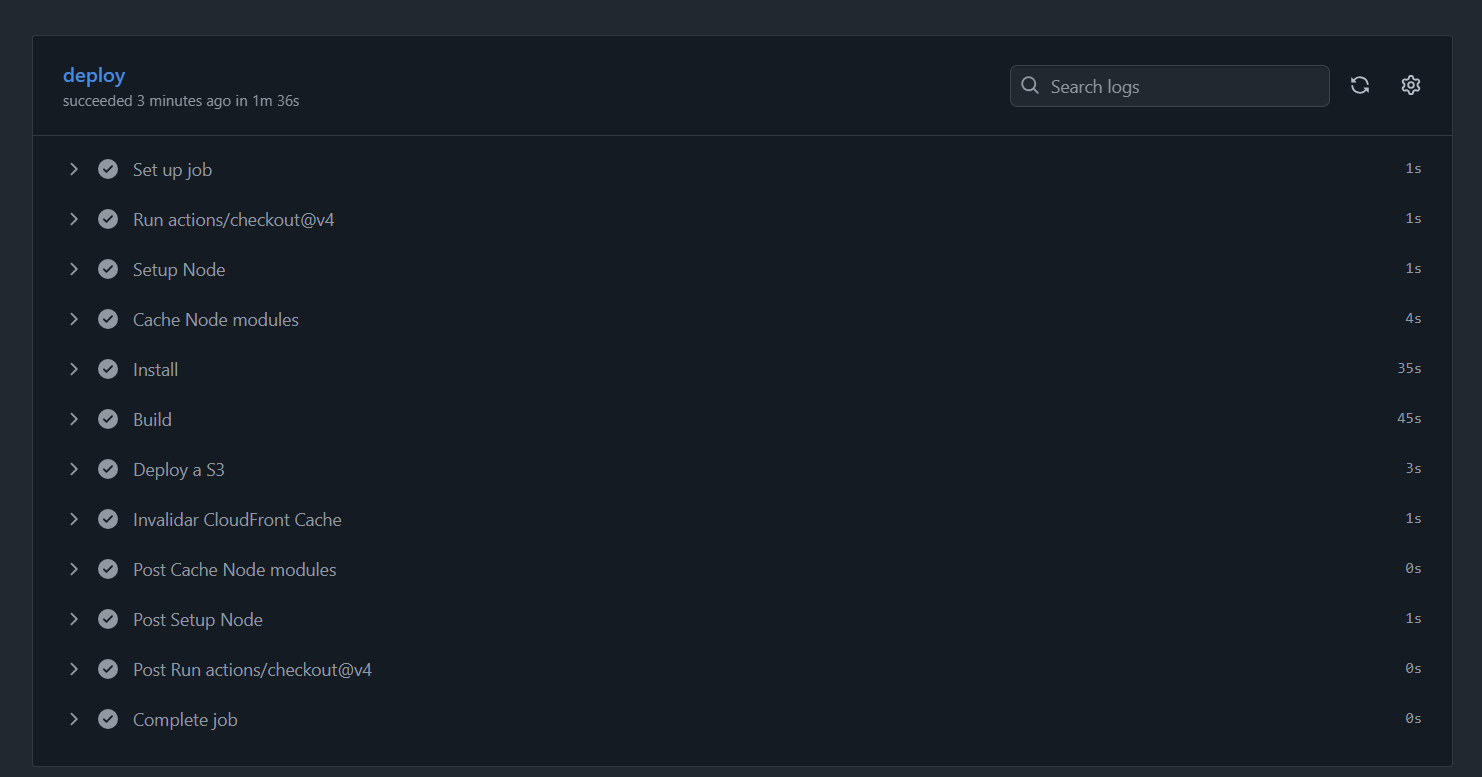 deploy
succeeded 3 minutes ago in 1m 36s
Search logs
Set up job 1s
Run actions/checkout@v4 1s
Setup Node 1s
Cache Node modules 4s
Install 35s
Build 45s
Deploy a S3 3s
Invalidar CloudFront Cache 1s
Post Cache Node modules 0s
Post Setup Node 1s
Post Run actions/checkout@v4 0s
Complete job 0s